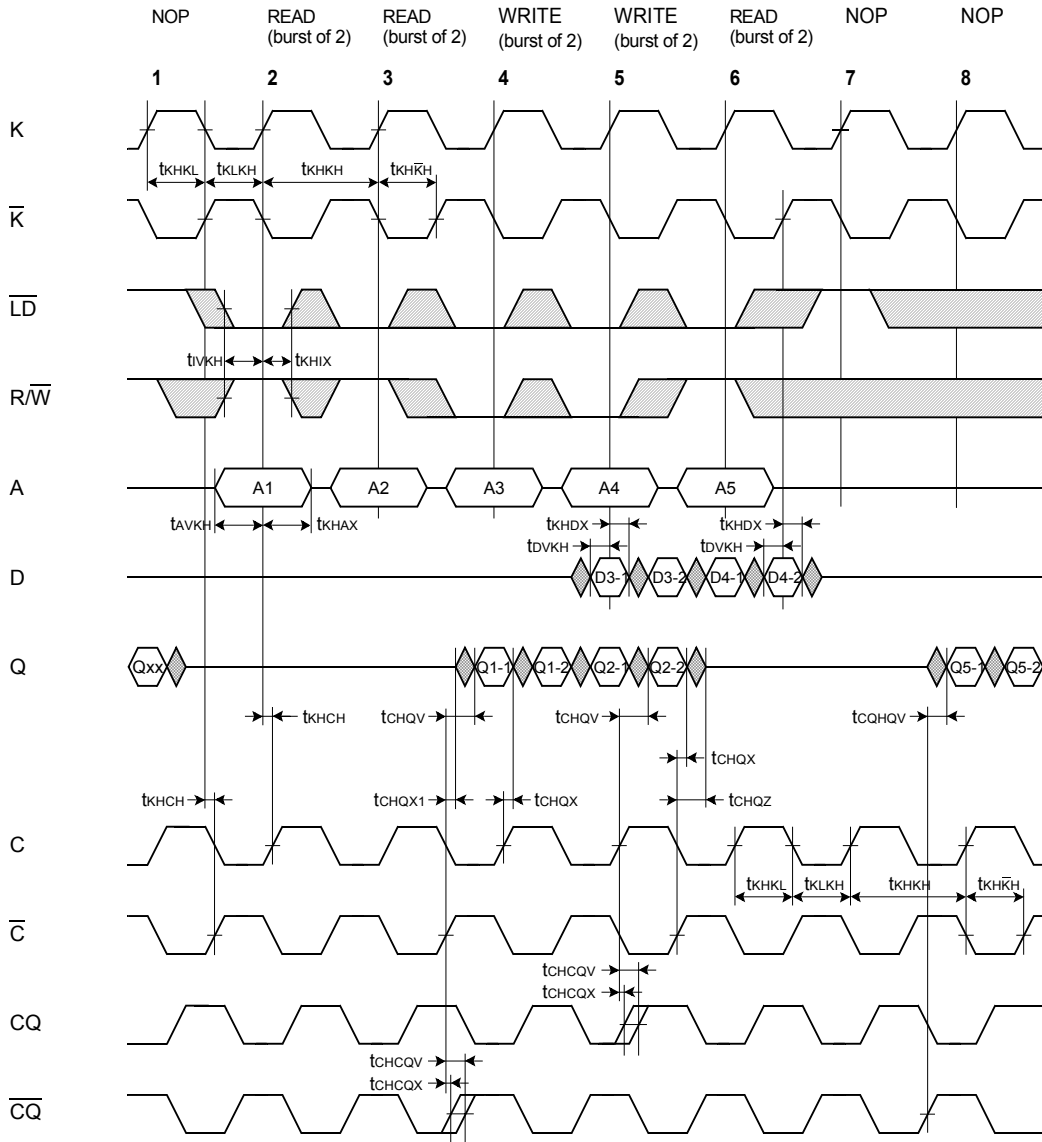 NOP READ READ WRITE WRITE READ NOP NOP
(burst of 2) (burst of 2) (burst of 2) (burst of 2) (burst of 2)
1 2 3 4 5 6 7 8
K
tKHKL tKLKH tKHKH tKHK̅H
K̅
L̅D̅
tIVKH tKHIX
R/W̅
A A1 A2 A3 A4 A5
tAVKH tKHAX tKHDX tKHDX
tDVKH tDVKH
D D3-1 D3-2 D4-1 D4-2
Q Qxx Q1-1 Q1-2 Q2-1 Q2-2 Q5-1 Q5-2
tKHCH tCHQV tCHQV tCQHQV
tCHQX
tKHCH tCHQX1 tCHQX tCHQZ
C
tKHKL tKLKH tKHKH tKHK̅H
C̅
tCHCQV
tCHCQX
CQ
tCHCQV
tCHCQX
C̅Q̅